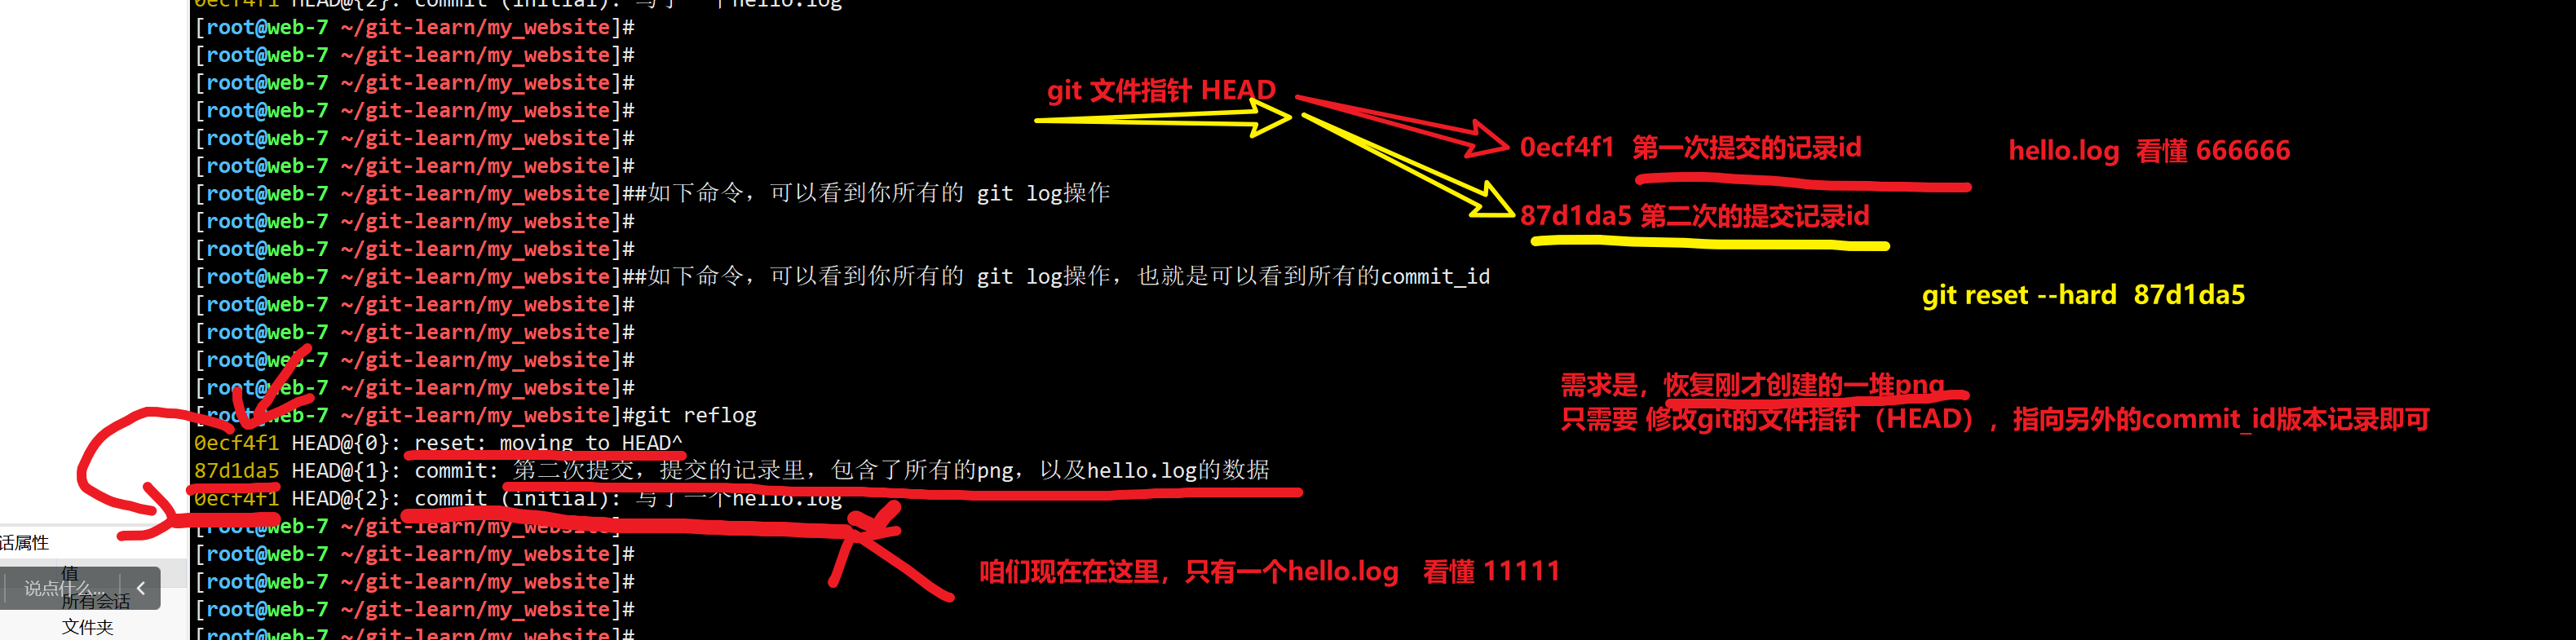 0ecf4f1 HEAD@{2}: commit (initial): 写了一个hello.log
[root@web-7 ~/git-learn/my_website]#
[root@web-7 ~/git-learn/my_website]#
[root@web-7 ~/git-learn/my_website]#
git 文件指针 HEAD
[root@web-7 ~/git-learn/my_website]#
[root@web-7 ~/git-learn/my_website]#
0ecf4f1 第一次提交的记录id
hello.log 看懂 666666
[root@web-7 ~/git-learn/my_website]#
[root@web-7 ~/git-learn/my_website]##如下命令，可以看到你所有的 git log操作
87d1da5 第二次的提交记录id
[root@web-7 ~/git-learn/my_website]#
[root@web-7 ~/git-learn/my_website]#
[root@web-7 ~/git-learn/my_website]##如下命令，可以看到你所有的 git log操作，也就是可以看到所有的commit_id
git reset --hard 87d1da5
[root@web-7 ~/git-learn/my_website]#
[root@web-7 ~/git-learn/my_website]#
[root@web-7 ~/git-learn/my_website]#
[root@web-7 ~/git-learn/my_website]#
需求是，恢复刚才创建的一堆png
只需要 修改git的文件指针（HEAD），指向另外的commit_id版本记录即可
[root@web-7 ~/git-learn/my_website]#git reflog
0ecf4f1 HEAD@{0}: reset: moving to HEAD^
87d1da5 HEAD@{1}: commit: 第二次提交，提交的记录里，包含了所有的png，以及hello.log的数据
0ecf4f1 HEAD@{2}: commit (initial): 写了一个hello.log
[root@web-7 ~/git-learn/my_website]
[root@web-7 ~/git-learn/my_website]#
咱们现在在这里，只有一个hello.log 看懂 11111
[root@web-7 ~/git-learn/my_website]#
[root@web-7 ~/git-learn/my_website]#
[root@web-7 ~/git-learn/my_website]#
话属性
值
说点什么...
所有会话
文件夹